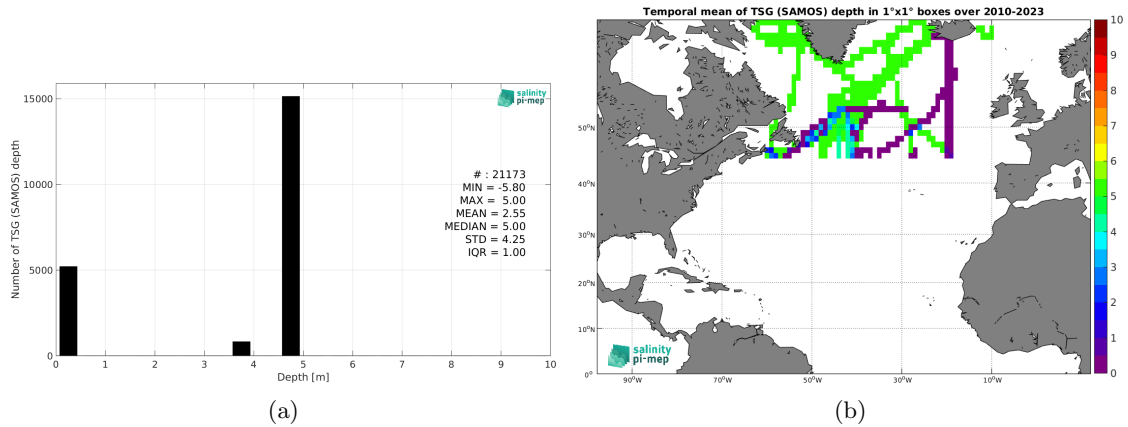 15000
10000
5000
0
Number of TSG (SAMOS) depth
salinity
pi-mep
# : 21173
MIN = -5.80
MAX = 5.00
MEAN = 2.55
MEDIAN = 5.00
STD = 4.25
IQR = 1.00
0 1 2 3 4 5 6 7 8 9 10
Depth [m]
(a)
Temporal mean of TSG (SAMOS) depth in 1°x1° boxes over 2010-2023
50°N
40°N
30°N
20°N
10°N
0°
90°W 70°W 50°W 30°W 10°W
salinity
pi-mep
10
9
8
7
6
5
4
3
2
1
0
(b)